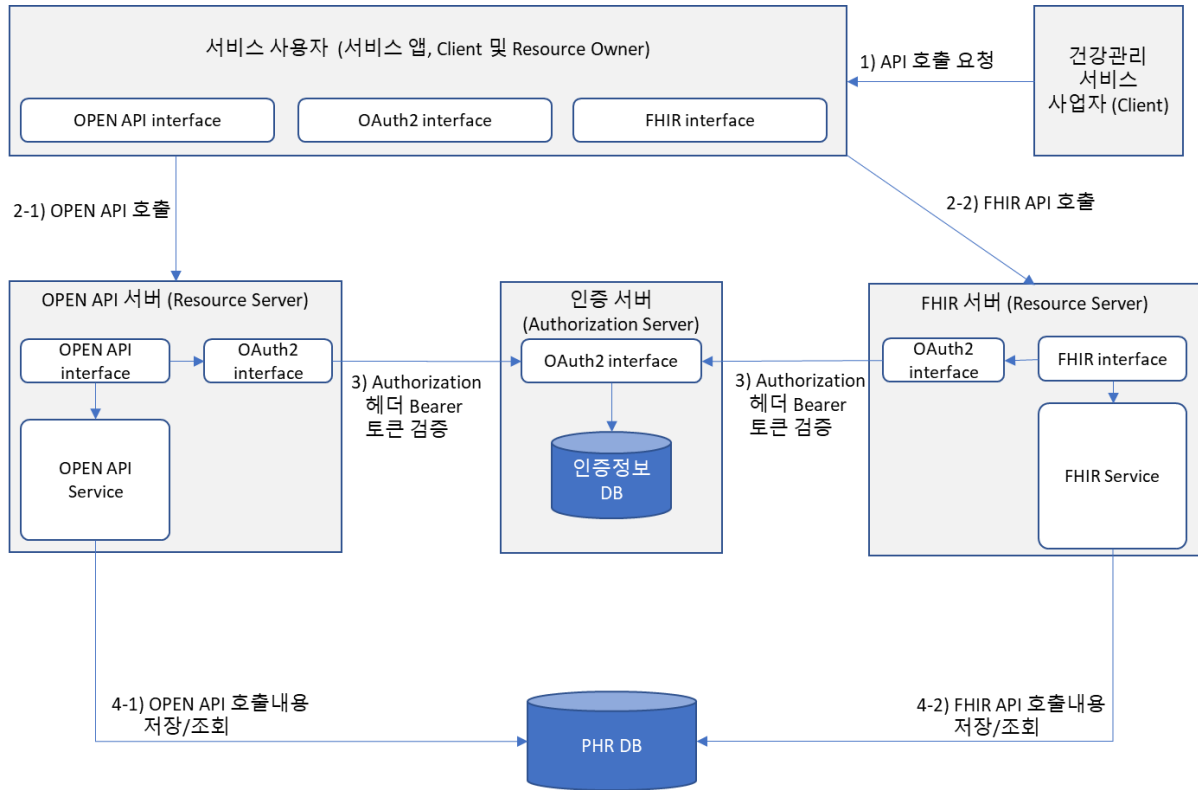 서비스 사용자 (서비스 앱, Client 및 Resource Owner)
OPEN API interface
OAuth2 interface
FHIR interface
1) API 호출 요청
건강관리
서비스
사업자 (Client)
2-1) OPEN API 호출
2-2) FHIR API 호출
OPEN API 서버 (Resource Server)
OPEN API
interface
OAuth2
interface
OPEN API
Service
3) Authorization
헤더 Bearer
토큰 검증
인증 서버
(Authorization Server)
OAuth2 interface
인증정보
DB
3) Authorization
헤더 Bearer
토큰 검증
FHIR 서버 (Resource Server)
OAuth2
interface
FHIR interface
FHIR Service
4-1) OPEN API 호출내용
저장/조회
PHR DB
4-2) FHIR API 호출내용
저장/조회